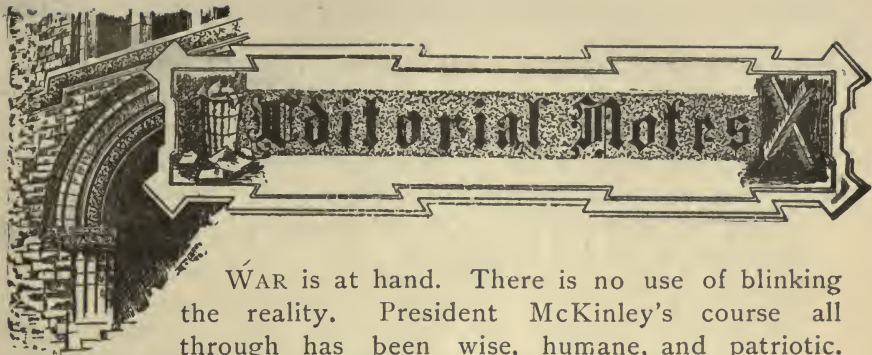 Editorial Notes
WAR is at hand. There is no use of blinking
the reality. President McKinley's course all
through has been wise, humane, and patriotic.